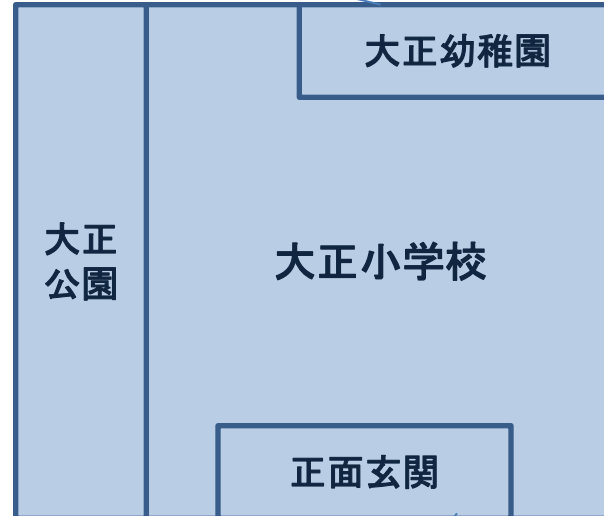 大正幼稚園
大正
公園
大正小学校
正面玄関